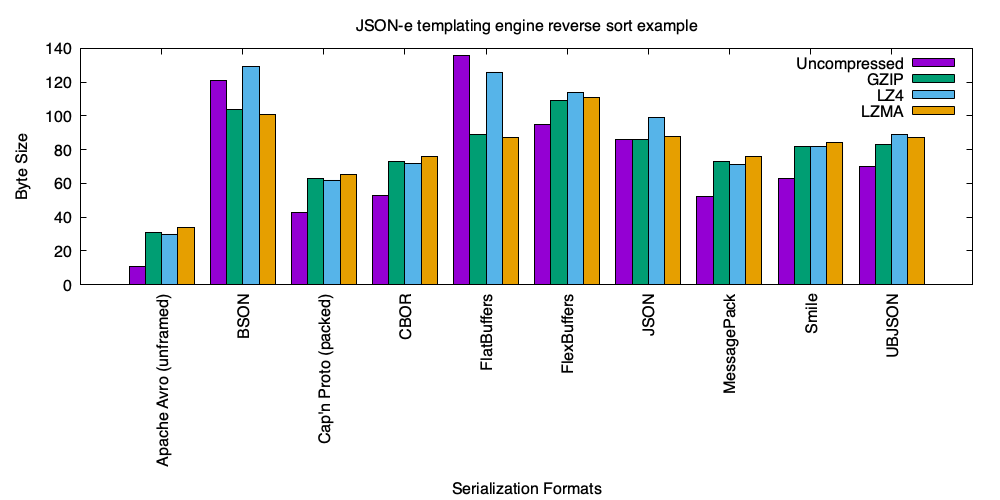 JSON-e templating engine reverse sort example
Byte Size
140
120
100
80
60
40
20
0
Uncompressed
GZIP
LZ4
LZMA
Apache Avro (unframed)
BSON
Cap'n Proto (packed)
CBOR
FlatBuffers
FlexBuffers
JSON
MessagePack
Smile
UBJSON
Serialization Formats